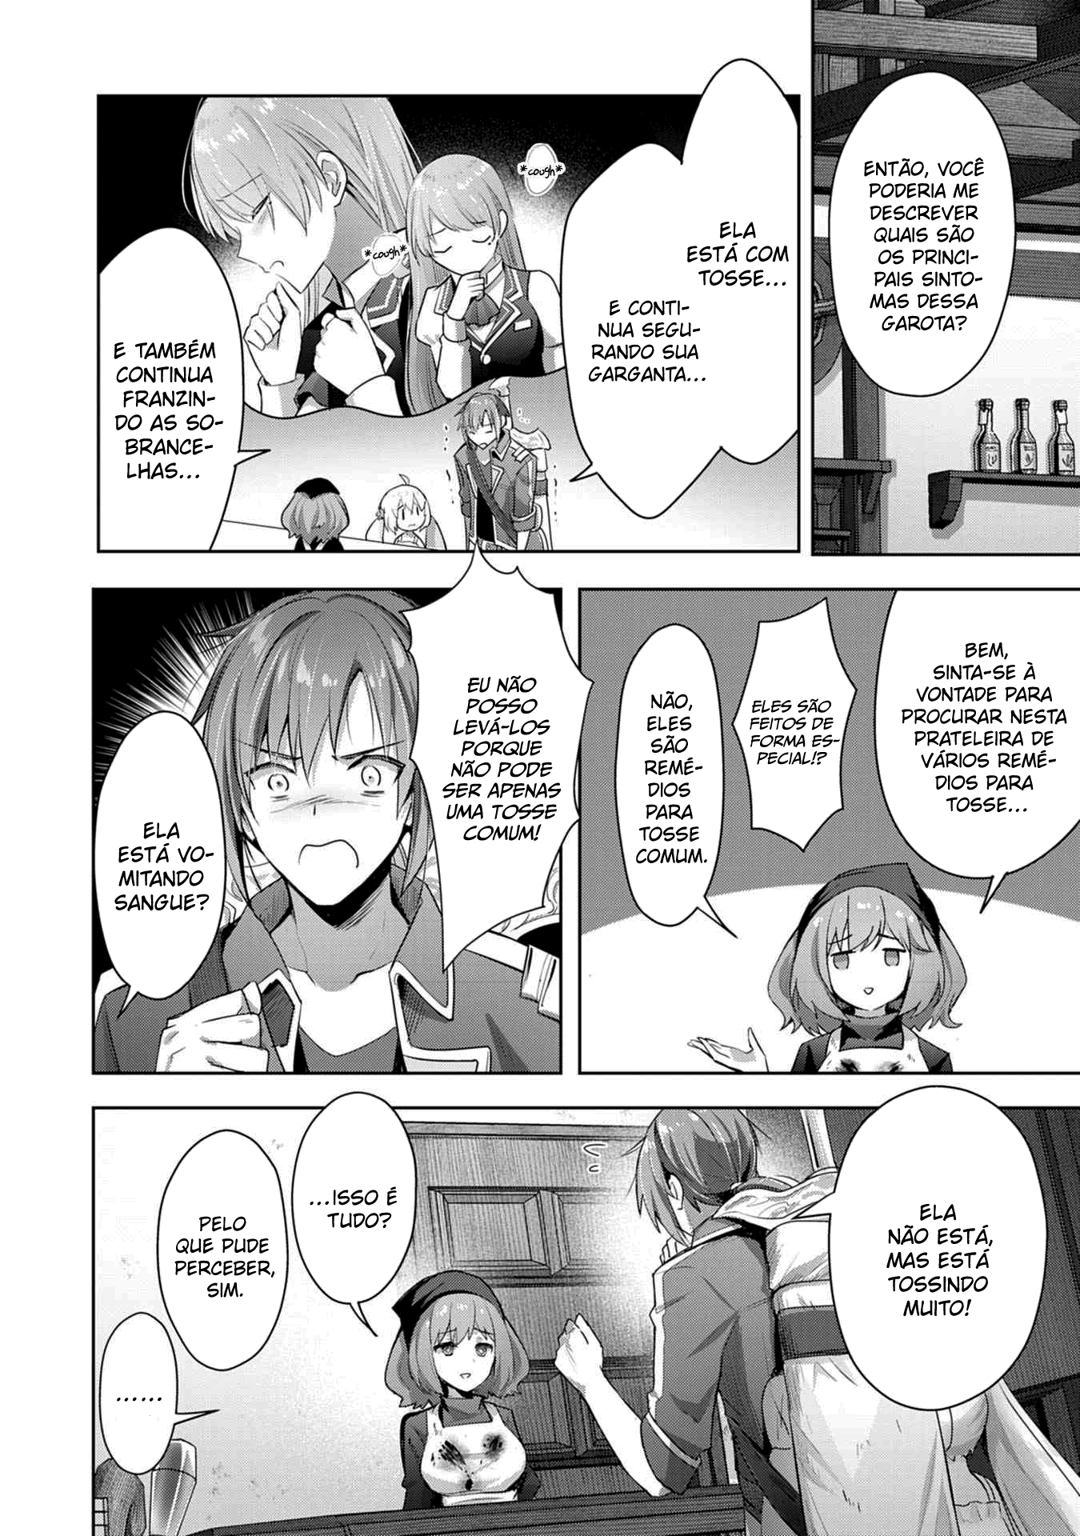 ENTÃO, VOCÊ
PODERIA ME
DESCREVER
QUAIS SÃO
OS PRINCI-
PAIS SINTO-
MAS DESSA
GAROTA?
ELA
ESTÁ COM
TOSSE...
E CONTI-
NUA SEGU-
RANDO SUA
GARGANTA...
*cough*
*cough*
E TAMBÉM
CONTINUA
FRANZIN-
DO AS SO-
BRANCE-
LHAS...
BEM,
SINTA-SE À
VONTADE PARA
PROCURAR NESTA
PRATELEIRA DE
VÁRIOS REMÉ-
DIOS PARA
TOSSE...
ELES SÃO
FEITOS DE
FORMA ES-
PECIAL!?
NÃO,
ELES
SÃO
REMÉ-
DIOS
PARA
TOSSE
COMUM.
EU NÃO
POSSO
LEVÁ-LOS
PORQUE
NÃO PODE
SER APENAS
UMA TOSSE
COMUM!
ELA
ESTÁ VO-
MITANDO
SANGUE?
ELA
NÃO ESTÁ,
MAS ESTÁ
TOSSINDO
MUITO!
...ISSO É
TUDO?
PELO
QUE PUDE
PERCEBER,
SIM.
......